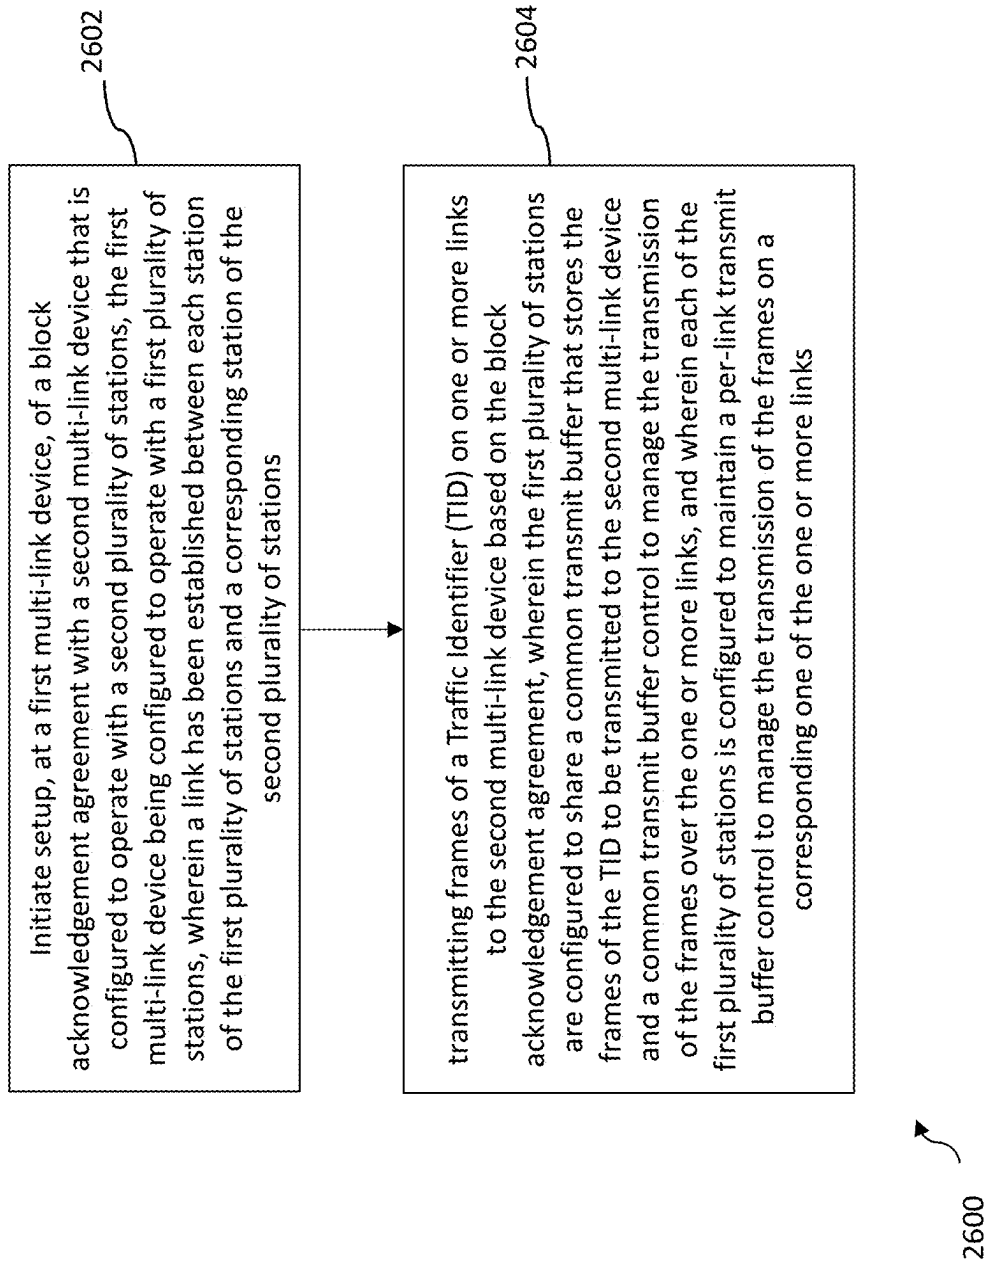 2602
Initiate setup, at a first multi-link device, of a block
acknowledgement agreement with a second multi-link device that is
configured to operate with a second plurality of stations, the first
multi-link device being configured to operate with a first plurality of
stations, wherein a link has been established between each station
of the first plurality of stations and a corresponding station of the
second plurality of stations
2604
transmitting frames of a Traffic Identifier (TID) on one or more links
to the second multi-link device based on the block
acknowledgement agreement, wherein the first plurality of stations
are configured to share a common transmit buffer that stores the
frames of the TID to be transmitted to the second multi-link device
and a common transmit buffer control to manage the transmission
of the frames over the one or more links, and wherein each of the
first plurality of stations is configured to maintain a per-link transmit
buffer control to manage the transmission of the frames on a
corresponding one of the one or more links
2600